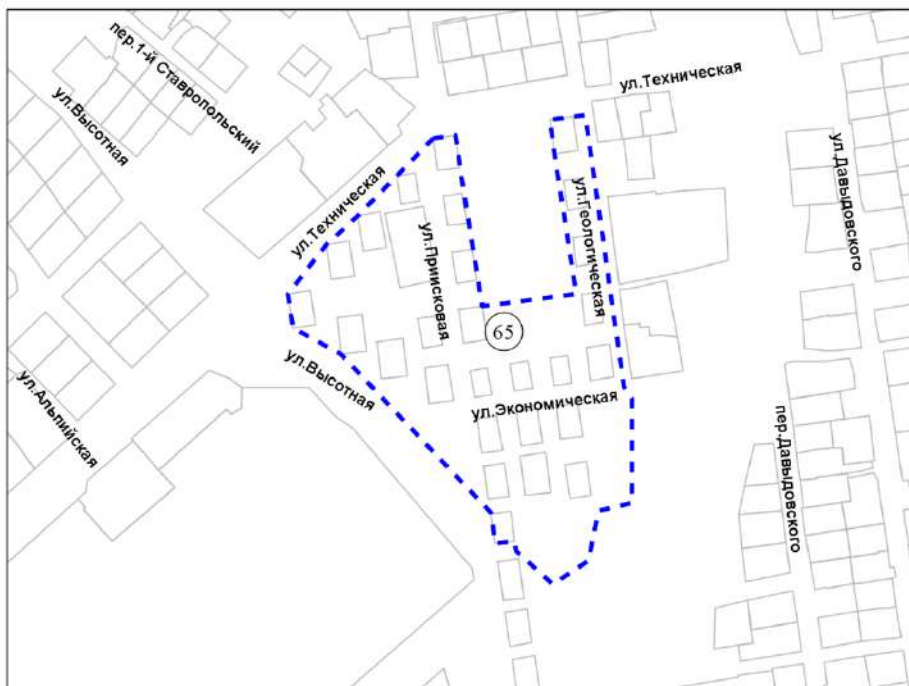 пер.1-й Ставропольский
ул.Высотная
ул.Техническая
ул.Давыдовского
ул.Техническая
ул.Геологическая
ул.Приисковая
65
ул.Высотная
ул.Альпийская
ул.Экономическая
пер.Давыдовского